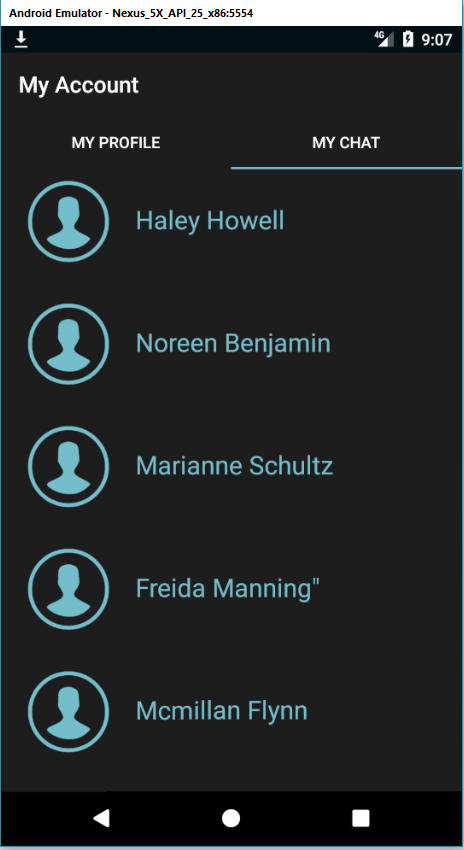 Android Emulator - Nexus_5X_API_25_x86:5554
4G 9:07
My Account
MY PROFILE MY CHAT
Haley Howell
Noreen Benjamin
Marianne Schultz
Freida Manning"
Mcmillan Flynn